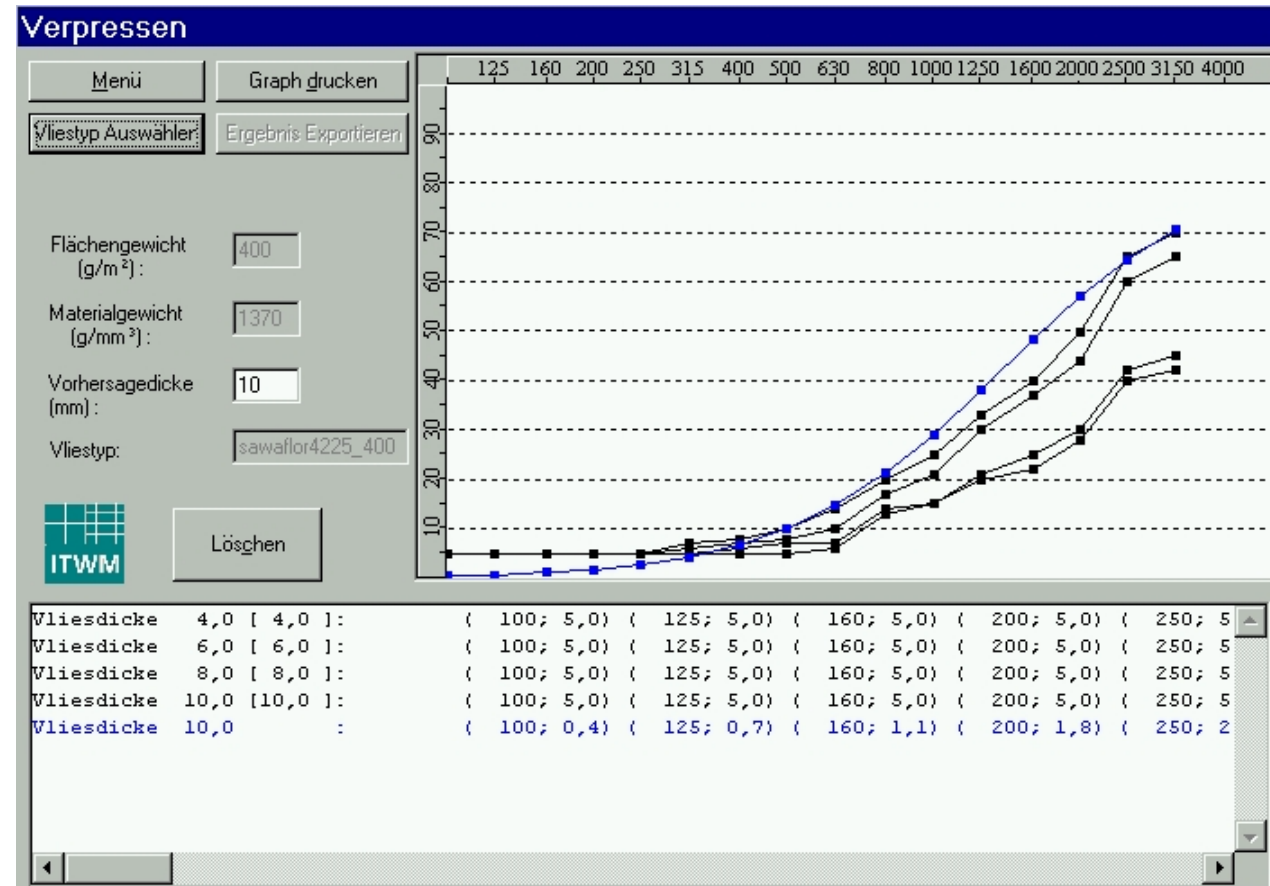 Verpressen
Menü
Graph drucken
Vliestyp Auswähler
Ergebnis Exportieren
Flächengewicht
(g/m²) :
400
Materialgewicht
(g/mm³) :
1370
Vorhersagedicke
(mm) :
10
Vliestyp:
sawaflor4225_400
ITWM
Löschen
125 160 200 250 315 400 500 630 800 1000 1250 1600 2000 2500 3150 4000
90
80
70
60
50
40
30
20
10
Vliesdicke 4,0 [ 4,0 ]: ( 100; 5,0) ( 125; 5,0) ( 160; 5,0) ( 200; 5,0) ( 250; 5
Vliesdicke 6,0 [ 6,0 ]: ( 100; 5,0) ( 125; 5,0) ( 160; 5,0) ( 200; 5,0) ( 250; 5
Vliesdicke 8,0 [ 8,0 ]: ( 100; 5,0) ( 125; 5,0) ( 160; 5,0) ( 200; 5,0) ( 250; 5
Vliesdicke 10,0 [10,0 ]: ( 100; 5,0) ( 125; 5,0) ( 160; 5,0) ( 200; 5,0) ( 250; 5
Vliesdicke 10,0 : ( 100; 0,4) ( 125; 0,7) ( 160; 1,1) ( 200; 1,8) ( 250; 2